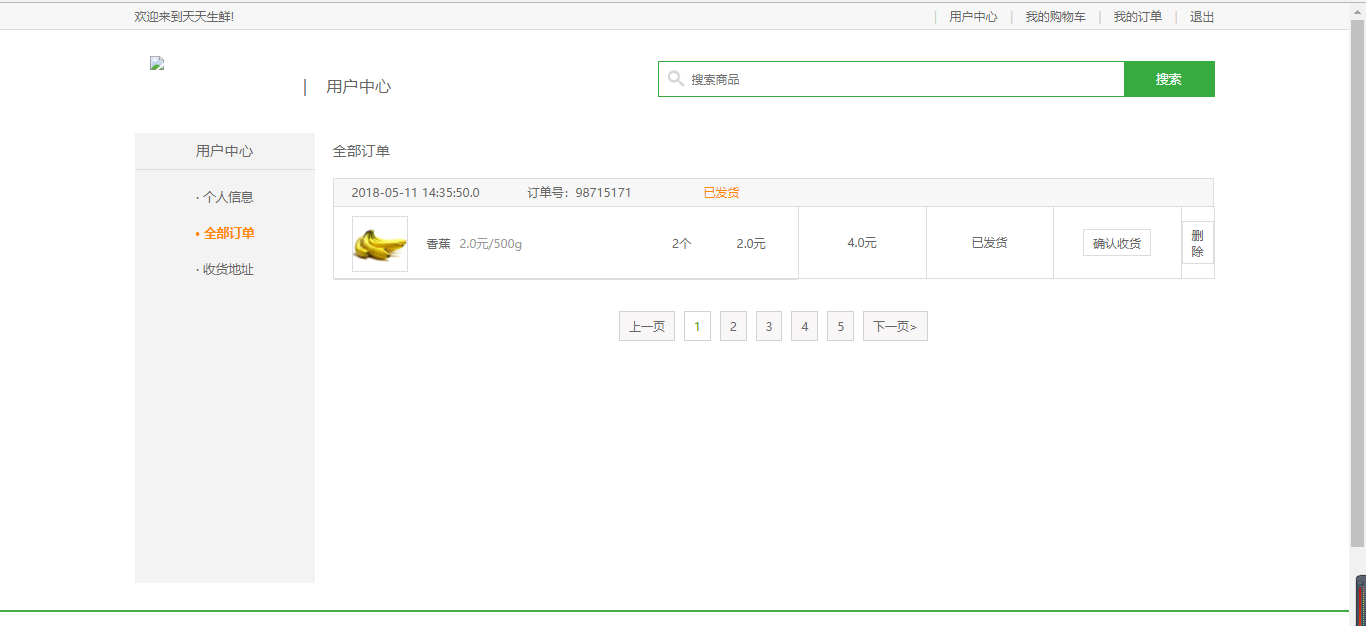 欢迎来到天天生鲜!
| 用户中心 | 我的购物车 | 我的订单 | 退出
| 用户中心
搜索商品
搜索
用户中心
· 个人信息
• 全部订单
· 收货地址
全部订单
2018-05-11 14:35:50.0 订单号：98715171 已发货
香蕉 2.0元/500g 2个 2.0元 4.0元 已发货 确认收货 删
除
上一页 1 2 3 4 5 下一页>